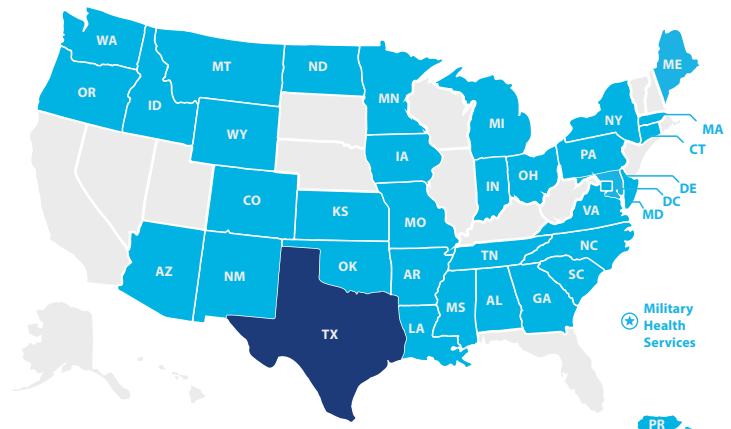 WA
MT
ND
ME
OR
ID
MN
MI
NY
MA
WY
CT
IA
PA
IN
OH
DE
CO
KS
MO
DC
VA
MD
AZ
NM
OK
AR
TN
NC
SC
MS
AL
GA
LA
TX
Military
Health
Services
PR